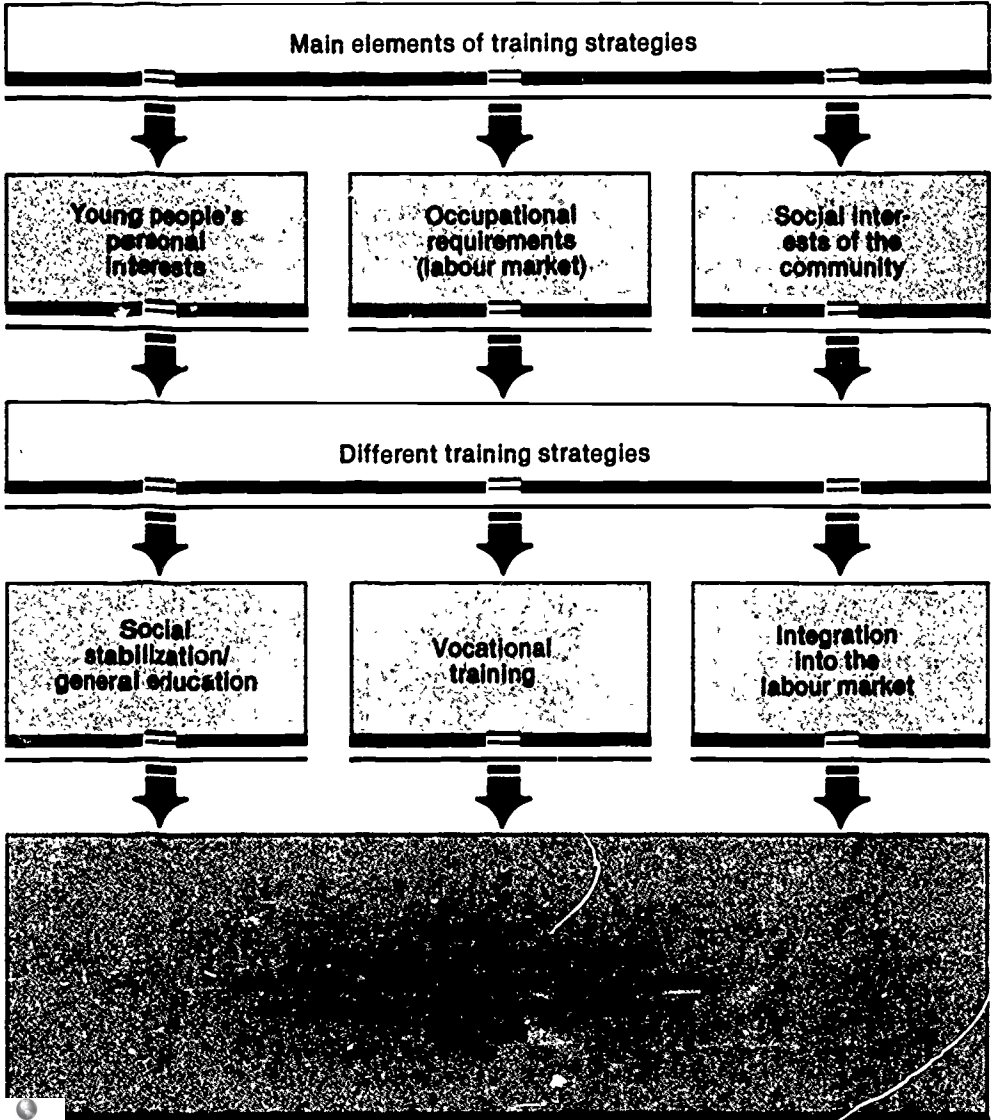 Main elements of training strategies
Young people's
personal
interests
Occupational
requirements
(labour market)
Social inter-
ests of the
community
Different training strategies
Social
stabilization/
general education
Vocational
training
Integration
into the
labour market